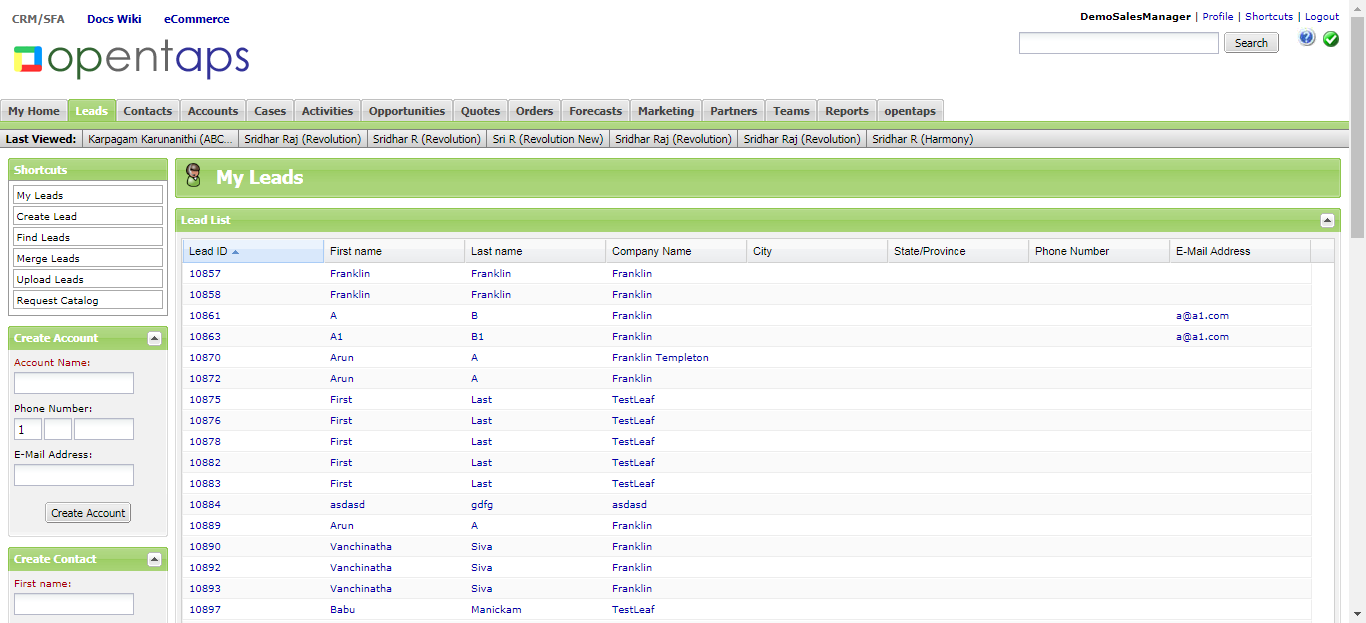 CRM/SFA Docs Wiki eCommerce
DemoSalesManager | Profile | Shortcuts | Logout
opentaps
Search
My Home Leads Contacts Accounts Cases Activities Opportunities Quotes Orders Forecasts Marketing Partners Teams Reports opentaps
Last Viewed: Karpagam Karunanithi (ABC... Sridhar Raj (Revolution) Sridhar R (Revolution) Sri R (Revolution New) Sridhar Raj (Revolution) Sridhar Raj (Revolution) Sridhar R (Harmony)
Shortcuts
My Leads
Create Lead
Find Leads
Merge Leads
Upload Leads
Request Catalog
Create Account
Account Name:
Phone Number:
1
E-Mail Address:
Create Account
Create Contact
First name:
My Leads
Lead List
Lead ID First name Last name Company Name City State/Province Phone Number E-Mail Address
10857 Franklin Franklin Franklin
10858 Franklin Franklin Franklin
10861 A B Franklin a@a1.com
10863 A1 B1 Franklin a@a1.com
10870 Arun A Franklin Templeton
10872 Arun A Franklin
10875 First Last TestLeaf
10876 First Last TestLeaf
10878 First Last TestLeaf
10882 First Last TestLeaf
10883 First Last TestLeaf
10884 asdasd gdfg asdasd
10889 Arun A Franklin
10890 Vanchinatha Siva Franklin
10892 Vanchinatha Siva Franklin
10893 Vanchinatha Siva Franklin
10897 Babu Manickam TestLeaf